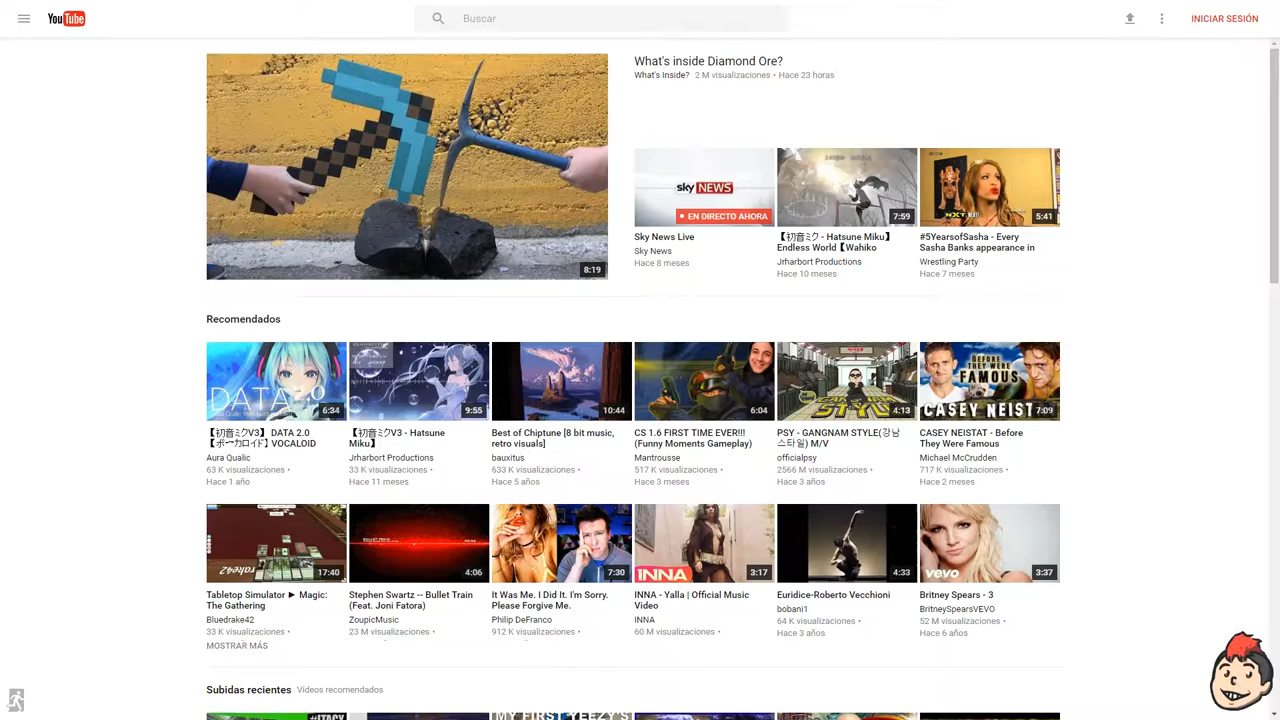 YouTube
Buscar
INICIAR SESIÓN
8:19
What's inside Diamond Ore?
What's Inside? 2 M visualizaciones • Hace 23 horas
sky NEWS
• EN DIRECTO AHORA
7:59
NXT
5:41
Sky News Live
Sky News
Hace 8 meses
【初音ミク - Hatsune Miku】
Endless World【Wahiko
Jrharbort Productions
Hace 10 meses
#5YearsofSasha - Every
Sasha Banks appearance in
Wrestling Party
Hace 7 meses
Recomendados
DATA
6:34
9:55
10:44
6:04
4:13
BEFORE
THEY WERE
FAMOUS
CASEY NEIST
7:09
【初音ミクV3】 DATA 2.0
【ボーカロイド】VOCALOID
Aura Qualic
63 K visualizaciones •
Hace 1 año
【初音ミクV3 - Hatsune
Miku】
Jrharbort Productions
33 K visualizaciones •
Hace 11 meses
Best of Chiptune [8 bit music,
retro visuals]
bauxitus
633 K visualizaciones •
Hace 5 años
CS 1.6 FIRST TIME EVER!!!
(Funny Moments Gameplay)
Mantrousse
517 K visualizaciones •
Hace 3 meses
PSY - GANGNAM STYLE(강남
스타일) M/V
officialpsy
2566 M visualizaciones •
Hace 3 años
CASEY NEISTAT - Before
They Were Famous
Michael McCrudden
717 K visualizaciones •
Hace 2 meses
17:40
BULLET TRAIN
4:06
7:30
INNA
3:17
4:33
vevo
3:37
Tabletop Simulator ► Magic:
The Gathering
Bluedrake42
33 K visualizaciones •
Stephen Swartz -- Bullet Train
(Feat. Joni Fatora)
ZoupicMusic
23 M visualizaciones •
It Was Me. I Did It. I'm Sorry.
Please Forgive Me.
Philip DeFranco
912 K visualizaciones •
INNA - Yalla | Official Music
Video
INNA
60 M visualizaciones •
Euridice-Roberto Vecchioni
bobani1
64 K visualizaciones •
Hace 3 años
Britney Spears - 3
BritneySpearsVEVO
52 M visualizaciones •
Hace 6 años
MOSTRAR MÁS
Subidas recientes Vídeos recomendados
#ITACY
MY FIRST YEEZY'S